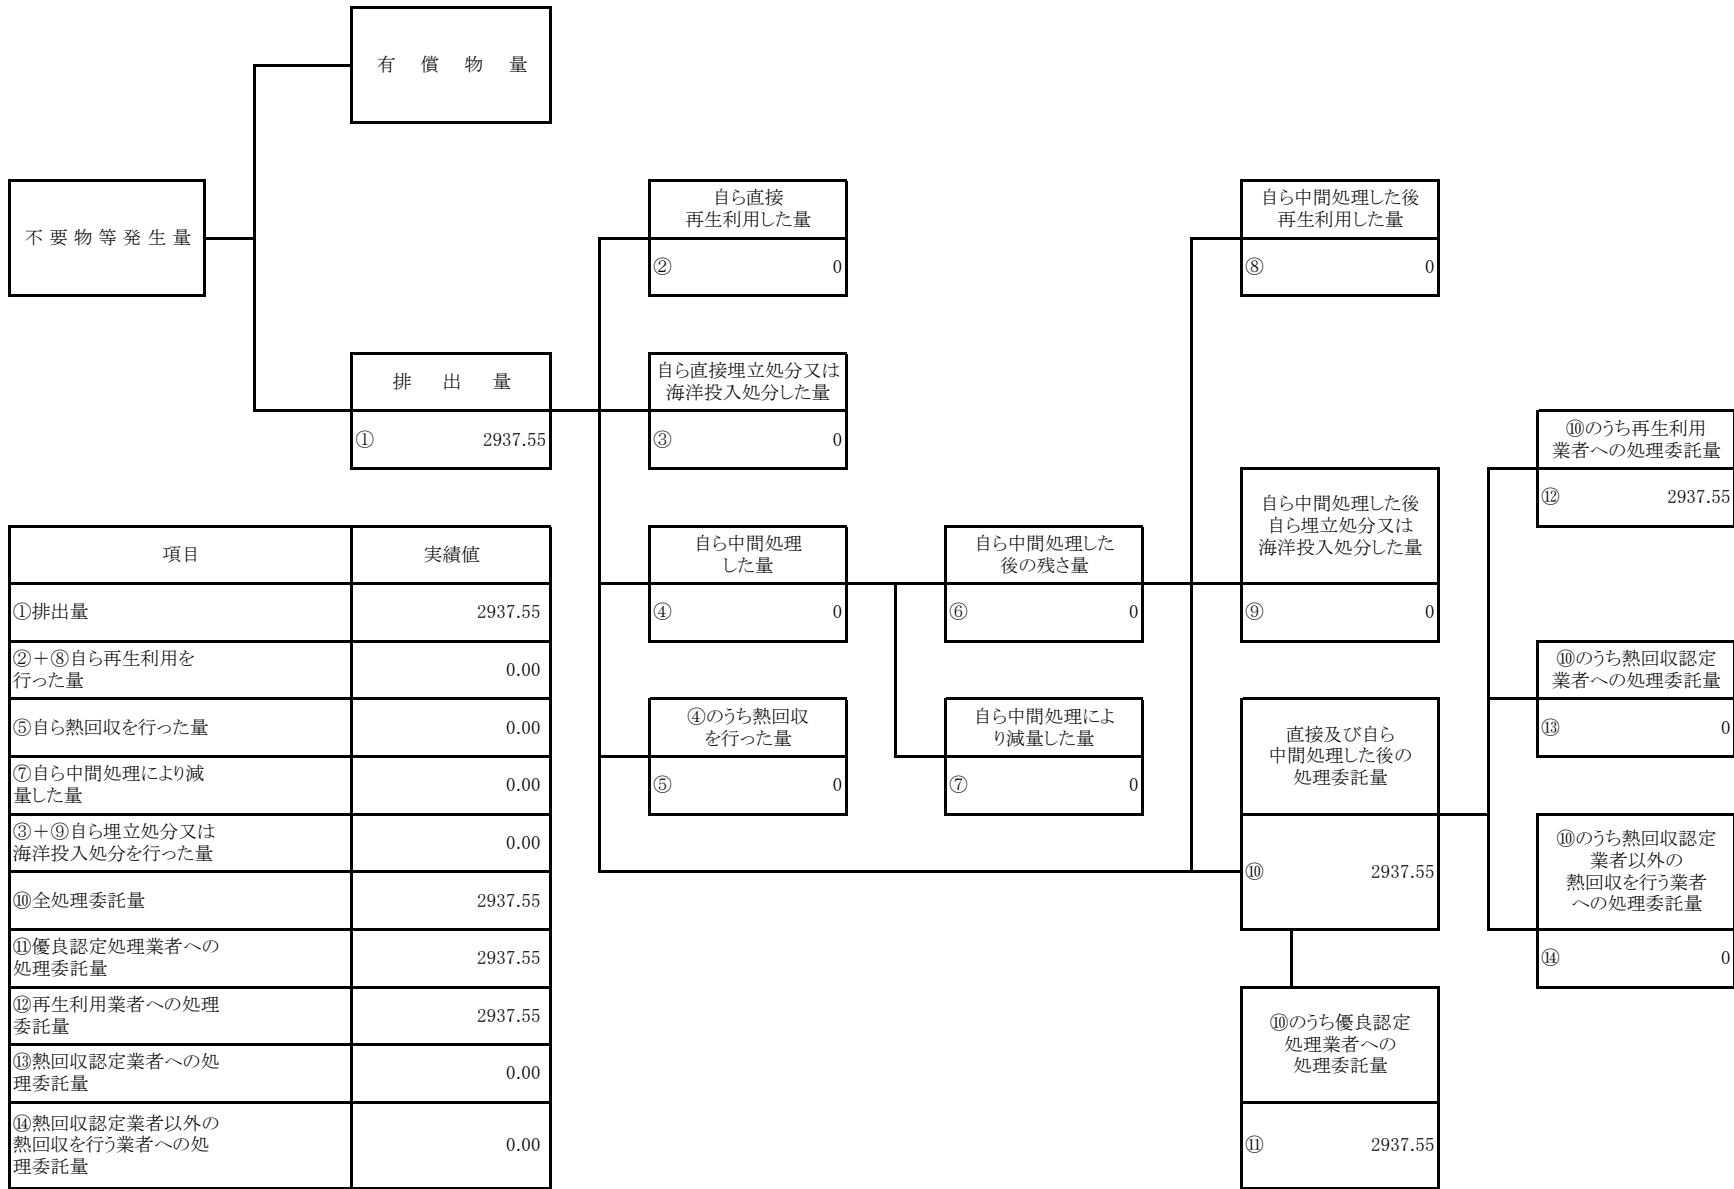 有　償　物　量
不要物等発生量
排　出　量
① 2937.55
自ら直接
再生利用した量
② 0
自ら直接埋立処分又は
海洋投入処分した量
③ 0
自ら中間処理
した量
④ 0
④のうち熱回収
を行った量
⑤ 0
自ら中間処理した
後の残さ量
⑥ 0
自ら中間処理によ
り減量した量
⑦ 0
自ら中間処理した後
再生利用した量
⑧ 0
自ら中間処理した後
自ら埋立処分又は
海洋投入処分した量
⑨ 0
直接及び自ら
中間処理した後の
処理委託量
⑩ 2937.55
⑩のうち優良認定
処理業者への
処理委託量
⑪ 2937.55
⑩のうち再生利用
業者への処理委託量
⑫ 2937.55
⑩のうち熱回収認定
業者への処理委託量
⑬ 0
⑩のうち熱回収認定
業者以外の
熱回収を行う業者
への処理委託量
⑭ 0
項目 実績値
①排出量 2937.55
②＋⑧自ら再生利用を
行った量 0.00
⑤自ら熱回収を行った量 0.00
⑦自ら中間処理により減
量した量 0.00
③＋⑨自ら埋立処分又は
海洋投入処分を行った量 0.00
⑩全処理委託量 2937.55
⑪優良認定処理業者への
処理委託量 2937.55
⑫再生利用業者への処理
委託量 2937.55
⑬熱回収認定業者への処
理委託量 0.00
⑭熱回収認定業者以外の
熱回収を行う業者への処
理委託量 0.00